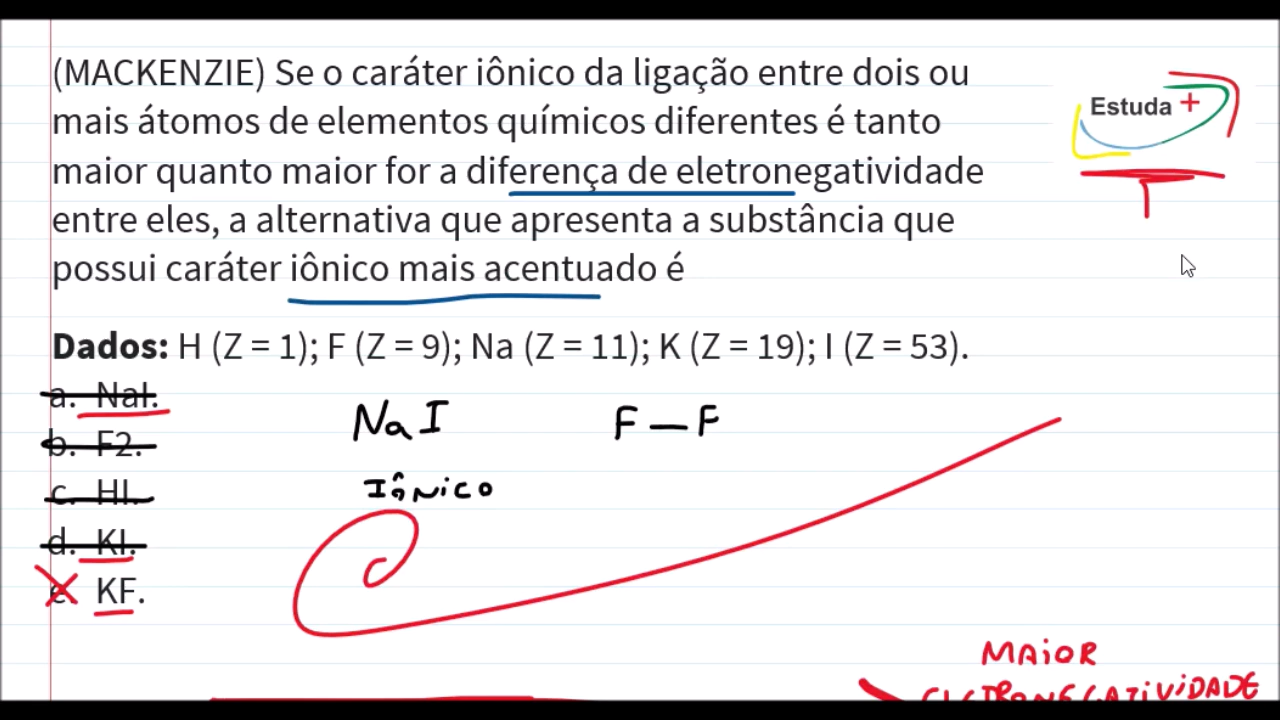 (MACKENZIE) Se o caráter iônico da ligação entre dois ou
mais átomos de elementos químicos diferentes é tanto
maior quanto maior for a diferença de eletronegatividade
entre eles, a alternativa que apresenta a substância que
possui caráter iônico mais acentuado é
Estuda +
Dados: H (Z = 1); F (Z = 9); Na (Z = 11); K (Z = 19); I (Z = 53).
a. NaI.
b. F2.
c. HI.
d. KI.
e. KF.
NaI
F — F
Iônico
MAIOR
ELETRONEGATIVIDADE